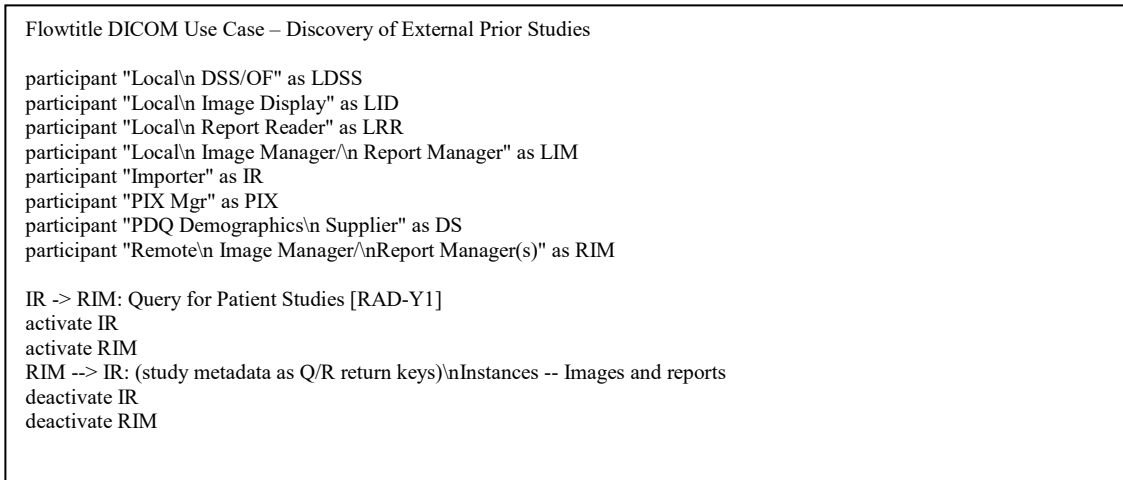 Flowtitle DICOM Use Case – Discovery of External Prior Studies
participant "Local\n DSS/OF" as LDSS
participant "Local\n Image Display" as LID
participant "Local\n Report Reader" as LRR
participant "Local\n Image Manager/\n Report Manager" as LIM
participant "Importer" as IR
participant "PIX Mgr" as PIX
participant "PDQ Demographics\n Supplier" as DS
participant "Remote\n Image Manager/\nReport Manager(s)" as RIM
IR -> RIM: Query for Patient Studies [RAD-Y1]
activate IR
activate RIM
RIM --> IR: (study metadata as Q/R return keys)\nInstances -- Images and reports
deactivate IR
deactivate RIM